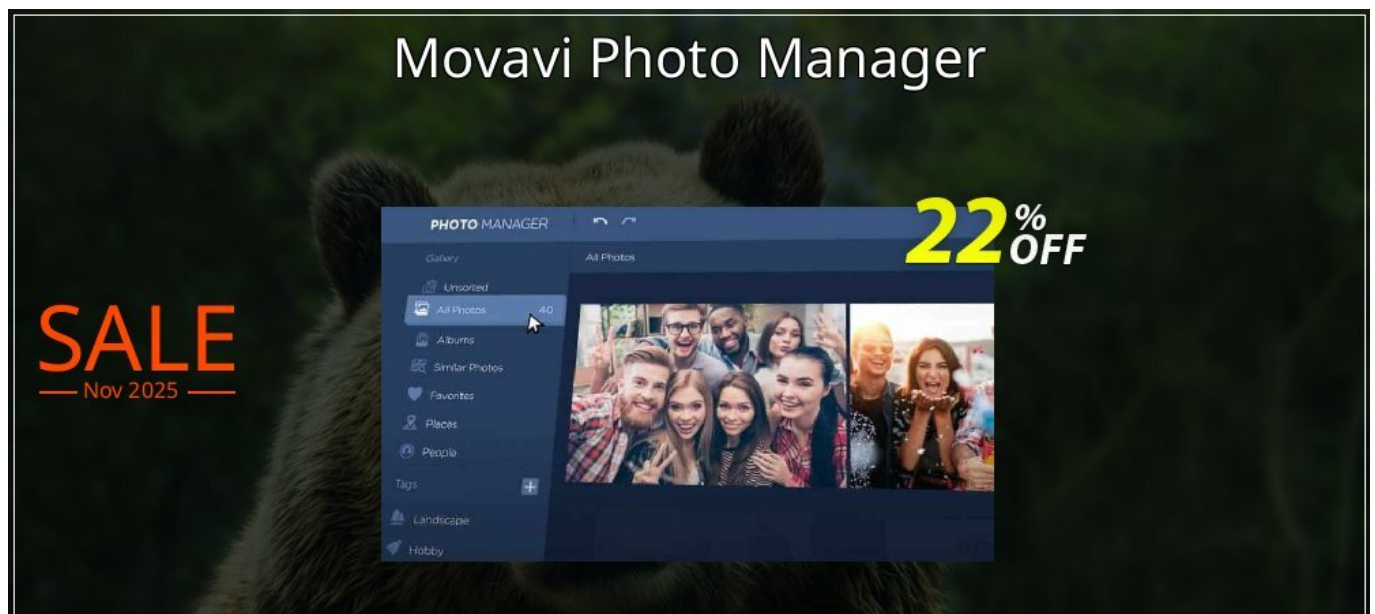 Movavi Photo Manager
22% OFF
SALE
Nov 2025
PHOTO MANAGER
Gallery
All Photos
Unsorted
All Photos 40
Albums
Similar Photos
Favorites
Places
People
Tags
Landscape
Hobby